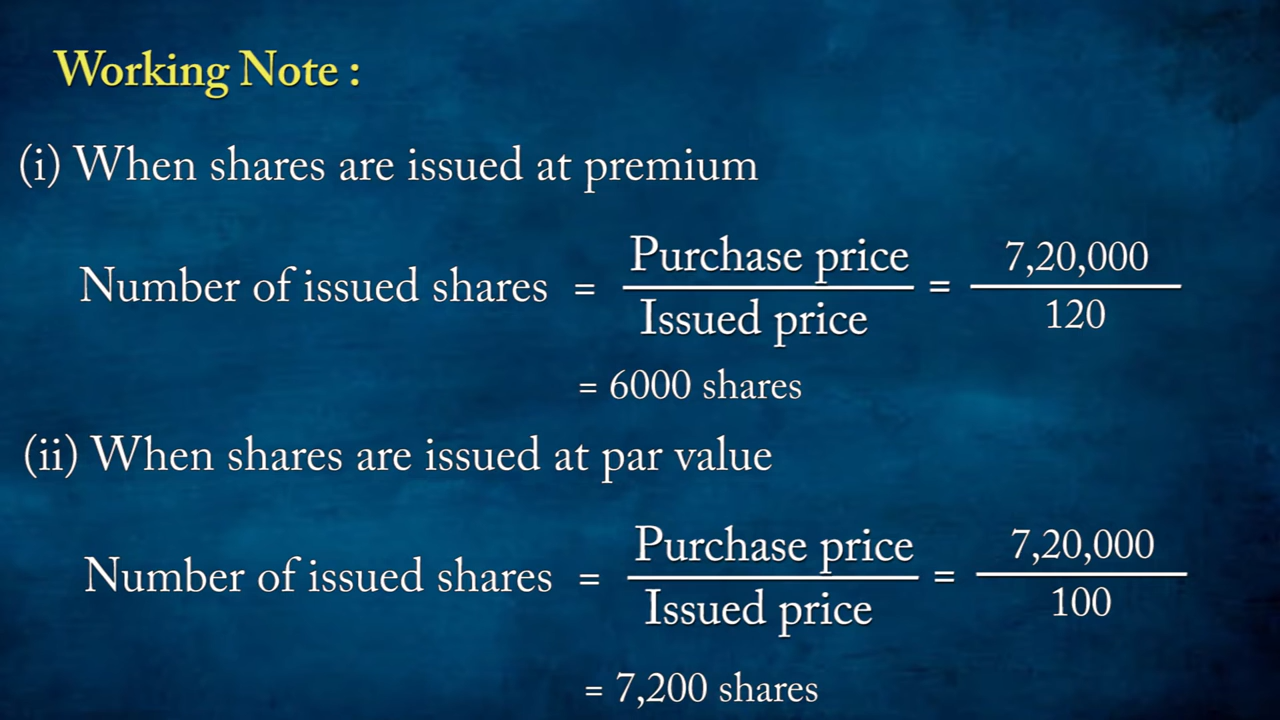 Working Note :
(i) When shares are issued at premium
Number of issued shares = Purchase price / Issued price = 7,20,000 / 120
= 6000 shares
(ii) When shares are issued at par value
Number of issued shares = Purchase price / Issued price = 7,20,000 / 100
= 7,200 shares